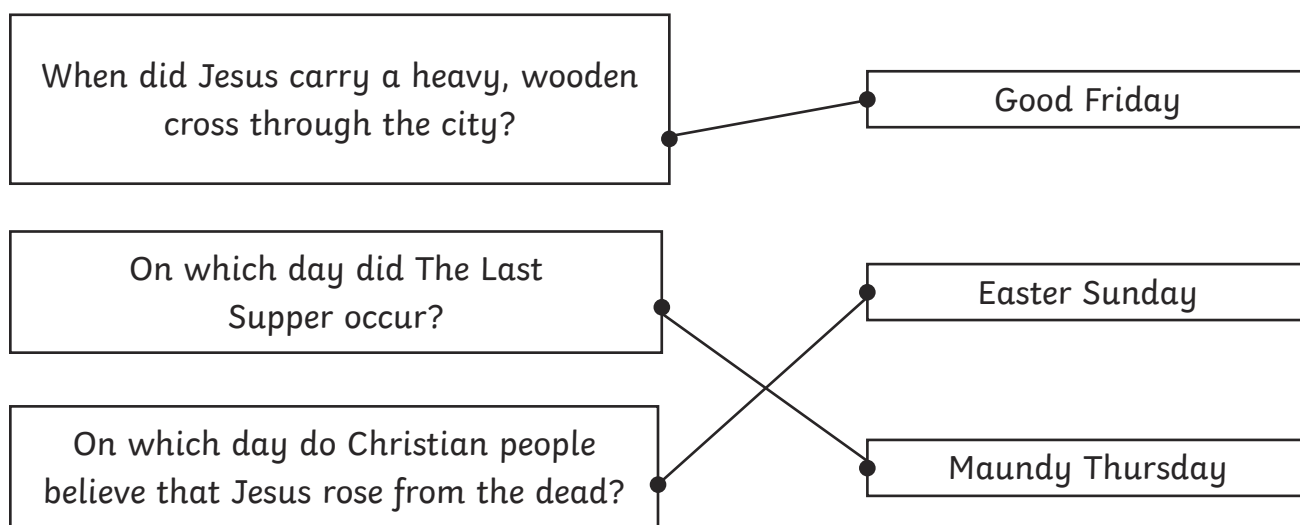 When did Jesus carry a heavy, wooden
cross through the city?
Good Friday
On which day did The Last
Supper occur?
Easter Sunday
On which day do Christian people
believe that Jesus rose from the dead?
Maundy Thursday